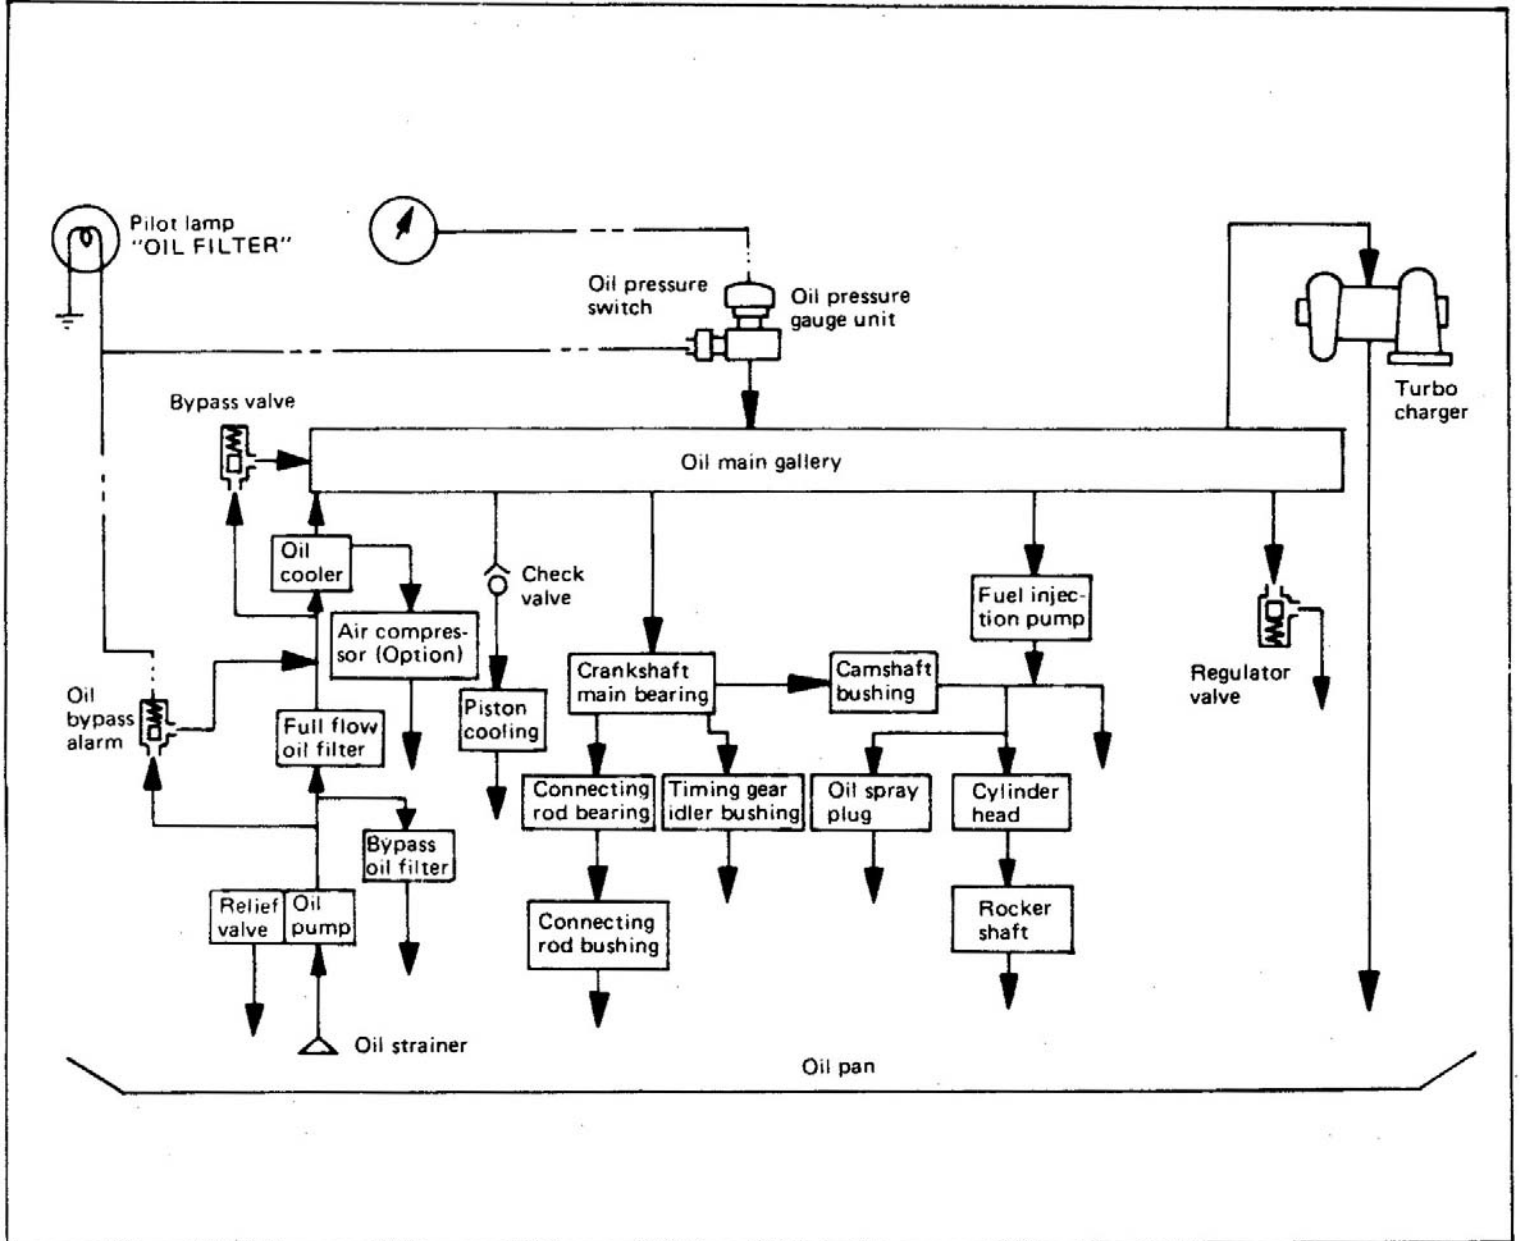 Pilot lamp
"OIL FILTER"
Oil pressure
switch
Oil pressure
gauge unit
Turbo
charger
Bypass valve
Oil main gallery
Oil
cooler
Check
valve
Fuel injec-
tion pump
Air compres-
sor (Option)
Crankshaft
main bearing
Camshaft
bushing
Regulator
valve
Oil
bypass
alarm
Full flow
oil filter
Piston
cooling
Connecting
rod bearing
Timing gear
idler bushing
Oil spray
plug
Cylinder
head
Bypass
oil filter
Relief
valve
Oil
pump
Connecting
rod bushing
Rocker
shaft
Oil strainer
Oil pan